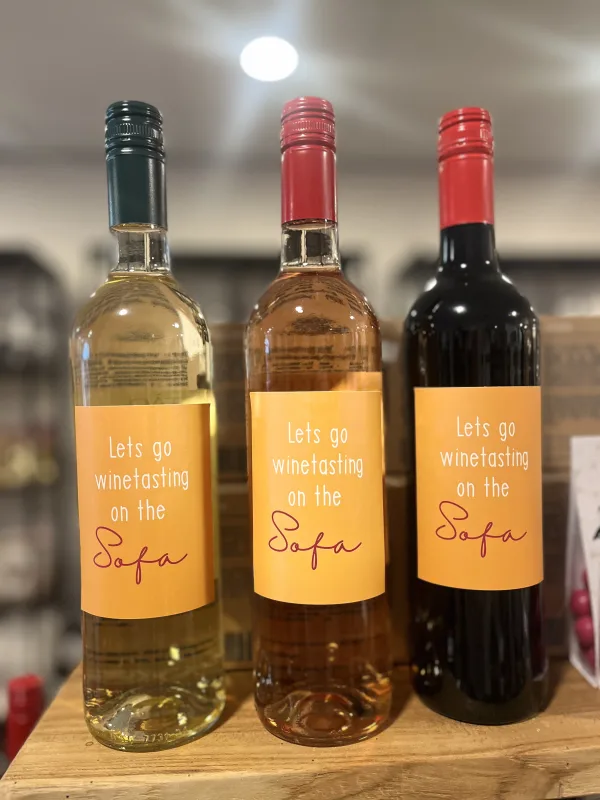 Lets go
winetasting
on the
Sofa
Lets go
winetasting
on the
Sofa
Lets go
winetasting
on the
Sofa